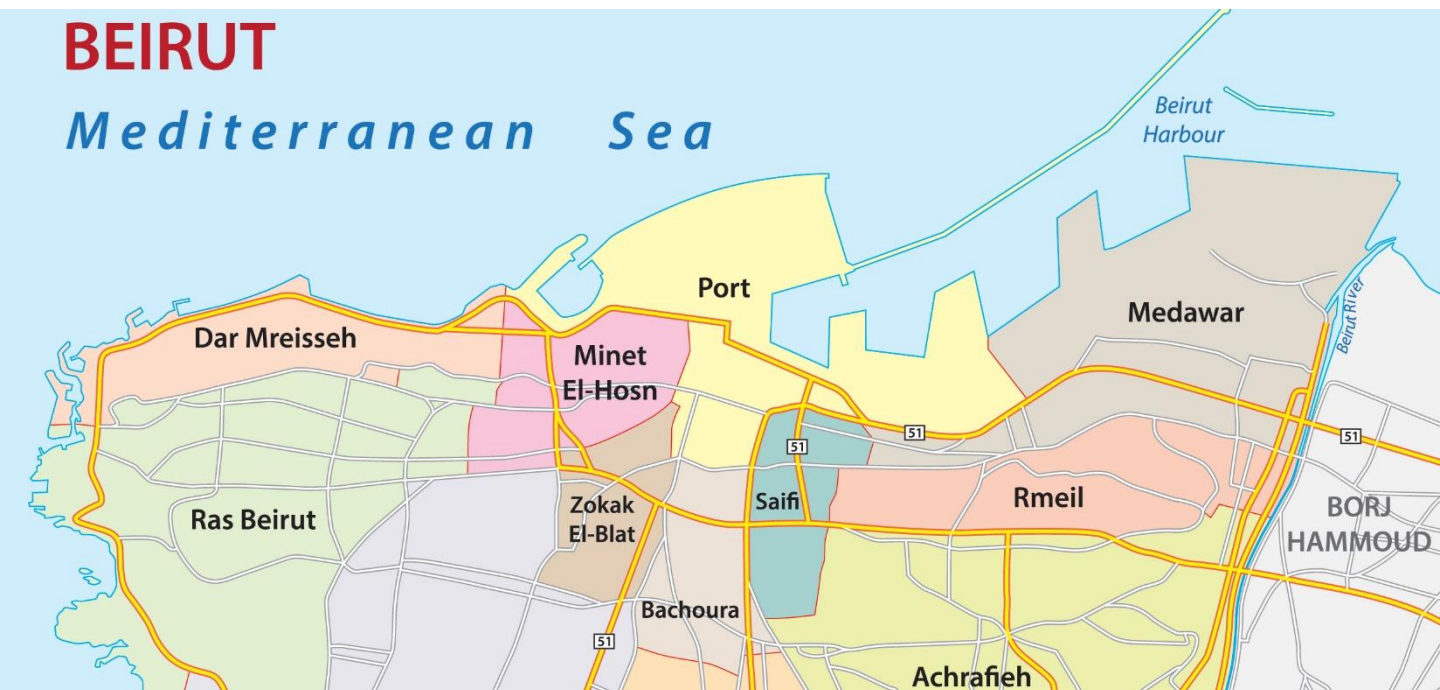 BEIRUT
Mediterranean Sea
Beirut
Harbour
Port
Medawar
Beirut River
Dar Mreisseh
Minet
El-Hosn
51
51
51
Ras Beirut
Zokak
El-Blat
Saifi
Rmeil
BORJ
HAMMOUD
Bachoura
51
Achrafieh